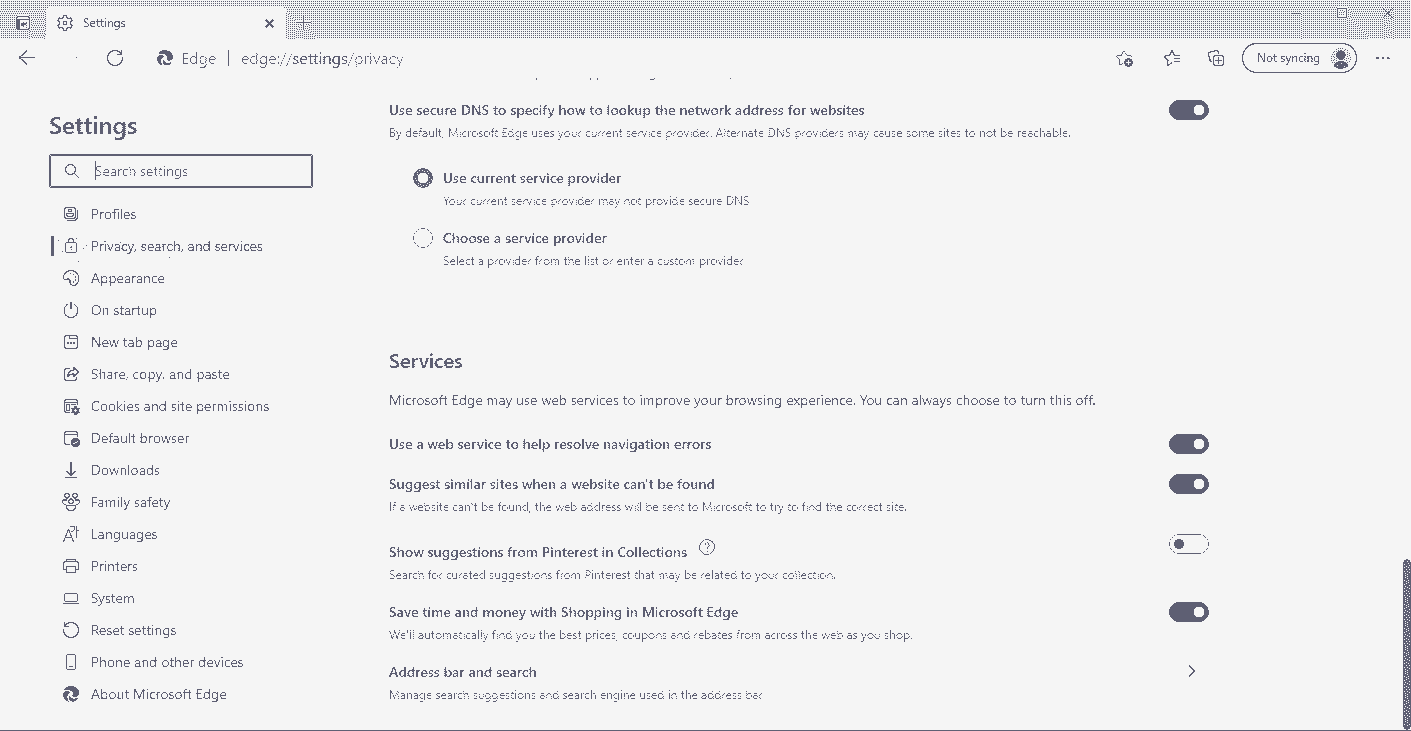 Settings
Edge | edge://settings/privacy
Not syncing
Settings
Search settings
Profiles
Privacy, search, and services
Appearance
On startup
New tab page
Share, copy, and paste
Cookies and site permissions
Default browser
Downloads
Family safety
Languages
Printers
System
Reset settings
Phone and other devices
About Microsoft Edge
Use secure DNS to specify how to lookup the network address for websites
By default, Microsoft Edge uses your current service provider. Alternate DNS providers may cause some sites to not be reachable.
Use current service provider
Your current service provider may not provide secure DNS
Choose a service provider
Select a provider from the list or enter a custom provider
Services
Microsoft Edge may use web services to improve your browsing experience. You can always choose to turn this off.
Use a web service to help resolve navigation errors
Suggest similar sites when a website can't be found
If a website can't be found, the web address will be sent to Microsoft to try to find the correct site.
Show suggestions from Pinterest in Collections
Search for curated suggestions from Pinterest that may be related to your collection.
Save time and money with Shopping in Microsoft Edge
We'll automatically find you the best prices, coupons and rebates from across the web as you shop.
Address bar and search
Manage search suggestions and search engine used in the address bar